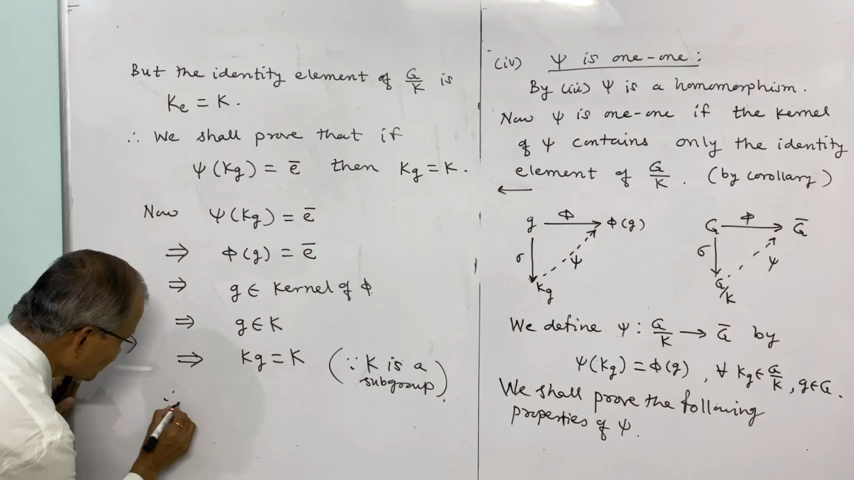 But the identity element of G/K is
Ke = K.
∴ We shall prove that if
Ψ(Kg) = e̅ then Kg = K.
Now Ψ(Kg) = e̅
⇒ Φ(g) = e̅
⇒ g ∈ Kernel of Φ
⇒ g ∈ K
⇒ Kg = K (∵ K is a
subgroup).
∴
(iv) Ψ is one-one :
By (iii) Ψ is a homomorphism.
Now Ψ is one-one if the kernel
of Ψ contains only the identity
element of G/K. (by corollary)
←
g Φ → Φ(g) G Φ → G̅
σ Ψ σ Ψ
Kg G/K
We define Ψ : G/K → G̅ by
Ψ(Kg) = Φ(g), ∀ Kg ∈ G/K, g ∈ G.
We shall prove the following
properties of Ψ.